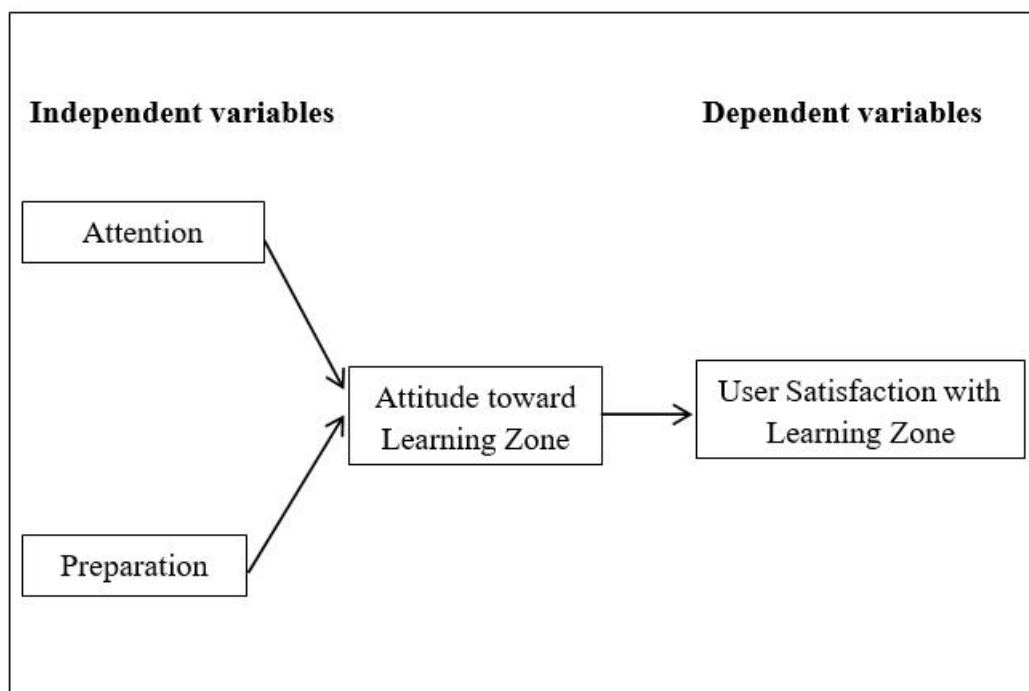 Independent variables
Dependent variables
Attention
Attitude toward
Learning Zone
User Satisfaction with
Learning Zone
Preparation